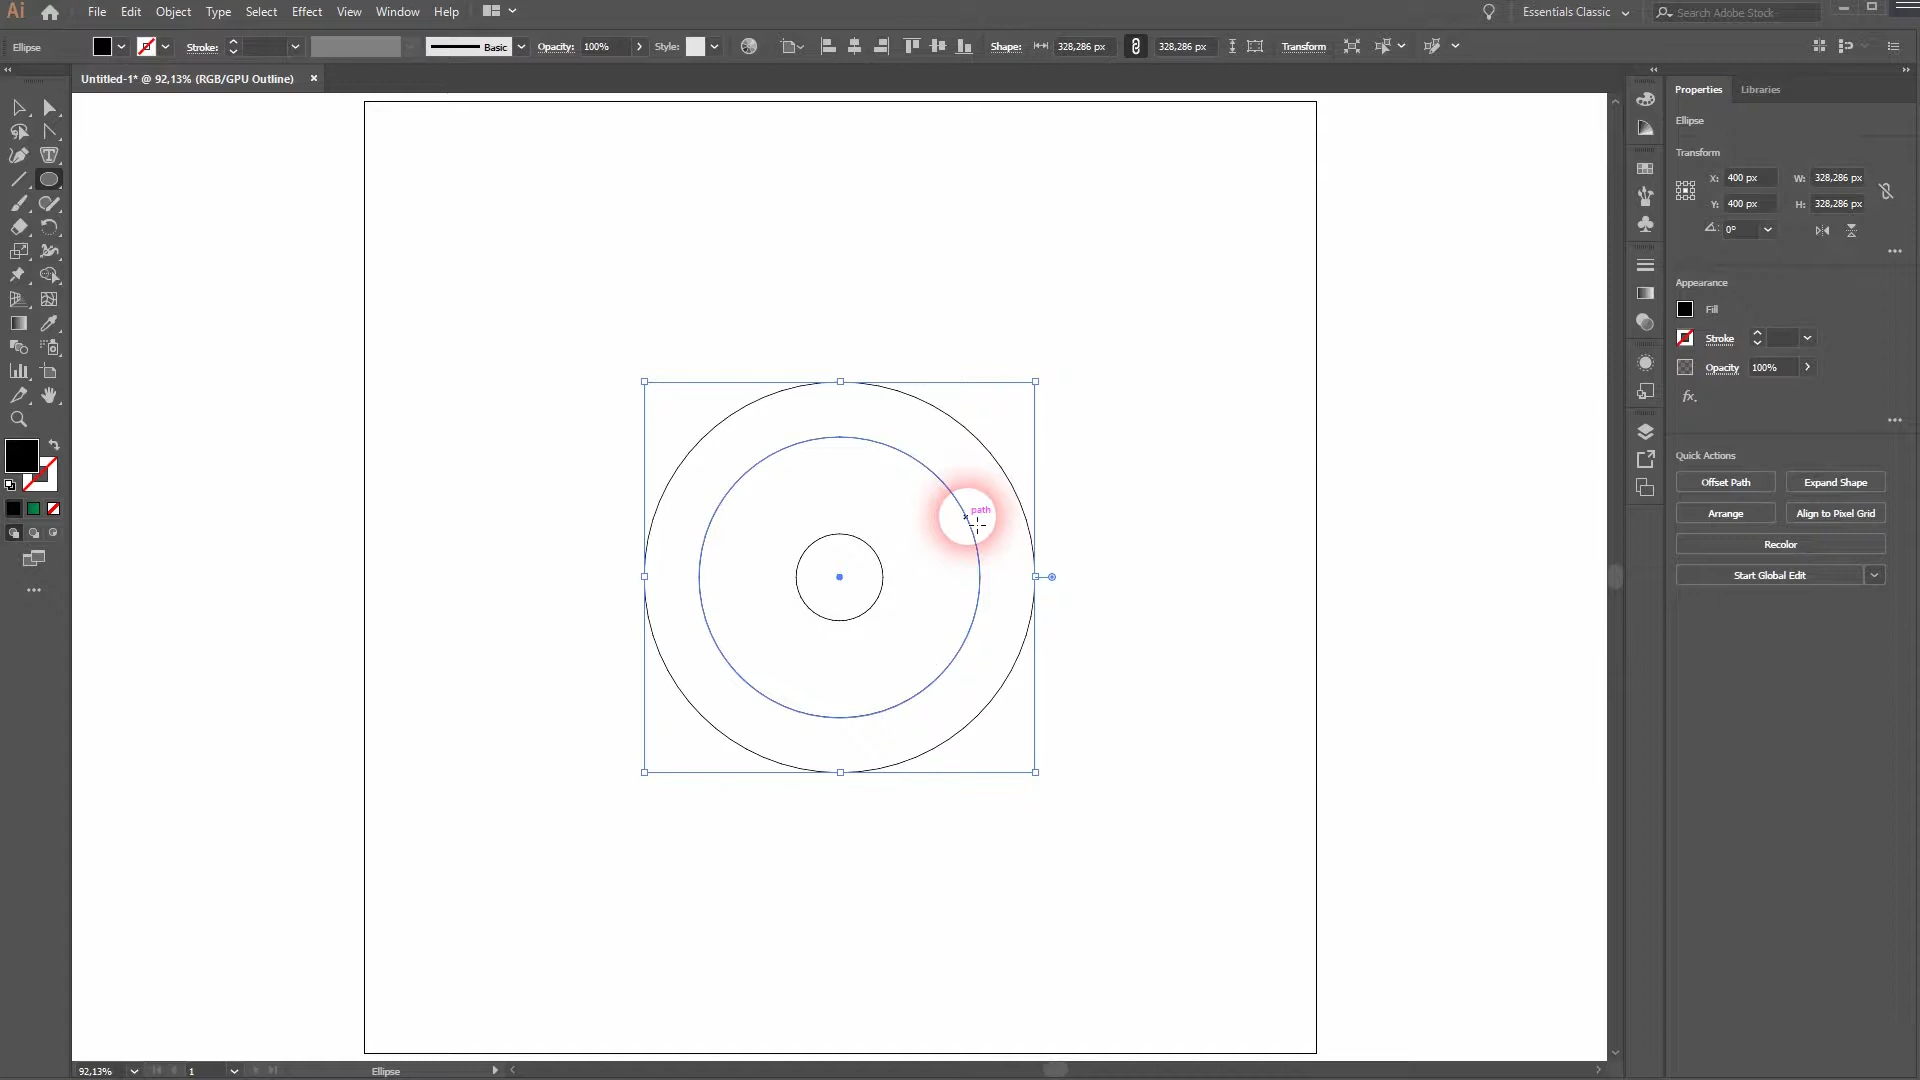 Ai File Edit Object Type Select Effect View Window Help Essentials Classic Search Adobe Stock
Ellipse Stroke: Basic Opacity: 100% Style: Shape: 328,286 px 328,286 px Transform
Untitled-1* @ 92,13% (RGB/GPU Outline) ×
Properties Libraries
Ellipse
Transform
X: 400 px W: 328,286 px
Y: 400 px H: 328,286 px
0°
Appearance
Fill
Stroke
Opacity 100%
fx.
Quick Actions
Offset Path Expand Shape
Arrange Align to Pixel Grid
Recolor
Start Global Edit
path
92,13% 1 Ellipse